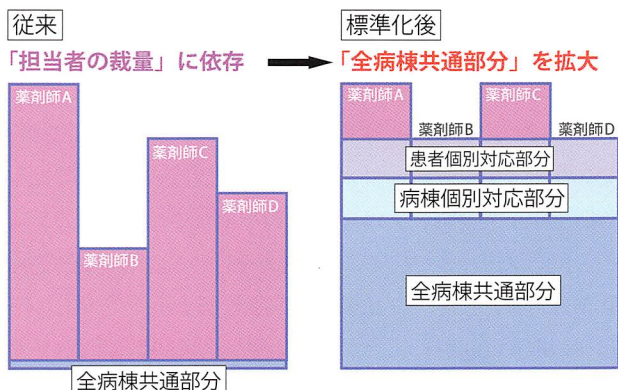 従来
「担当者の裁量」に依存
薬剤師A
薬剤師B
薬剤師C
薬剤師D
全病棟共通部分
標準化後
「全病棟共通部分」を拡大
薬剤師A
薬剤師B
薬剤師C
薬剤師D
患者個別対応部分
病棟個別対応部分
全病棟共通部分